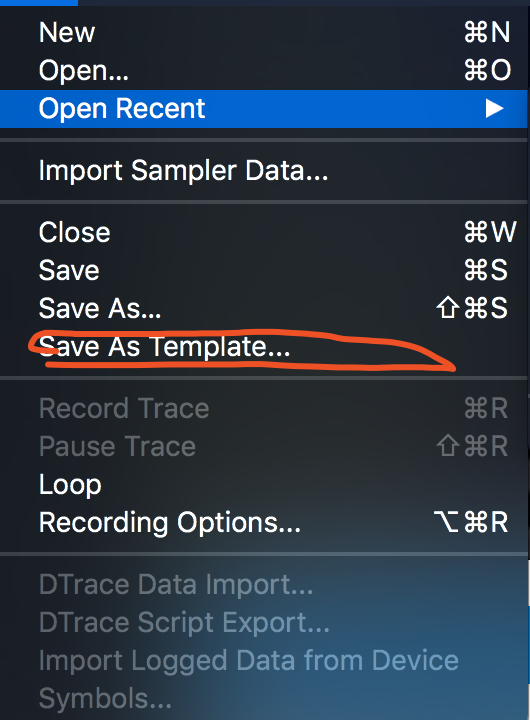 New ⌘N
Open... ⌘O
Open Recent ▶
Import Sampler Data...
Close ⌘W
Save ⌘S
Save As... ⇧⌘S
Save As Template...
Record Trace ⌘R
Pause Trace ⇧⌘R
Loop
Recording Options... ⌥⌘R
DTrace Data Import...
DTrace Script Export...
Import Logged Data from Device
Symbols...